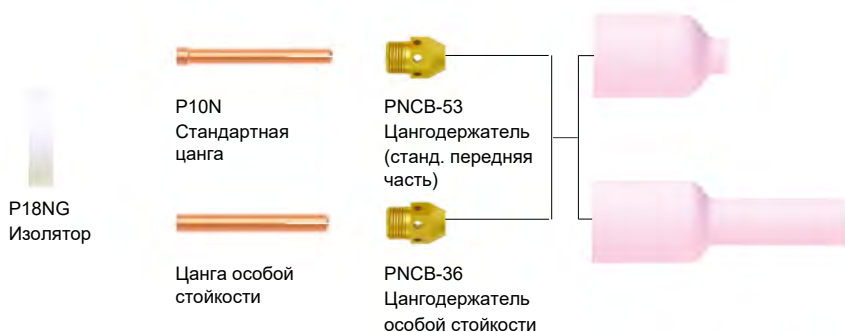 P10N
Стандартная
цанга
PNCB-53
Цангодержатель
(станд. передняя
часть)
P18NG
Изолятор
Цанга особой
стойкости
PNCB-36
Цангодержатель
особой стойкости